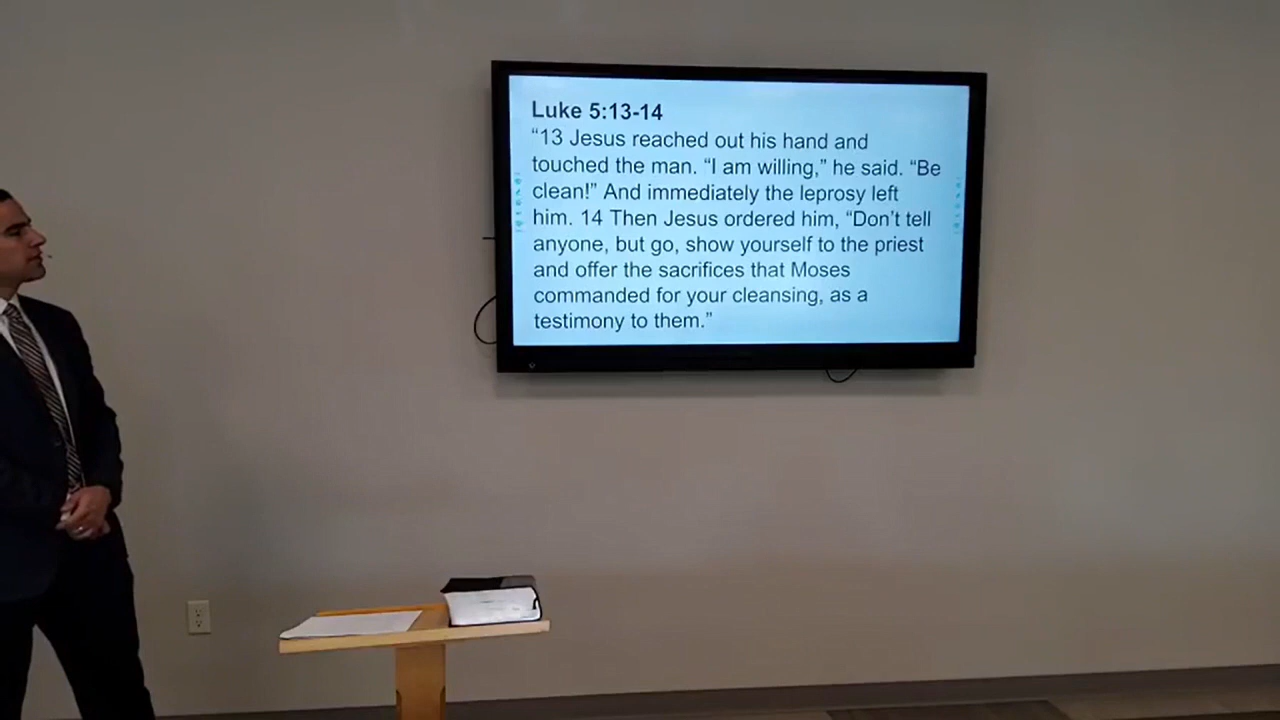 Luke 5:13-14
“13 Jesus reached out his hand and
touched the man. “I am willing,” he said. “Be
clean!” And immediately the leprosy left
him. 14 Then Jesus ordered him, “Don’t tell
anyone, but go, show yourself to the priest
and offer the sacrifices that Moses
commanded for your cleansing, as a
testimony to them.”